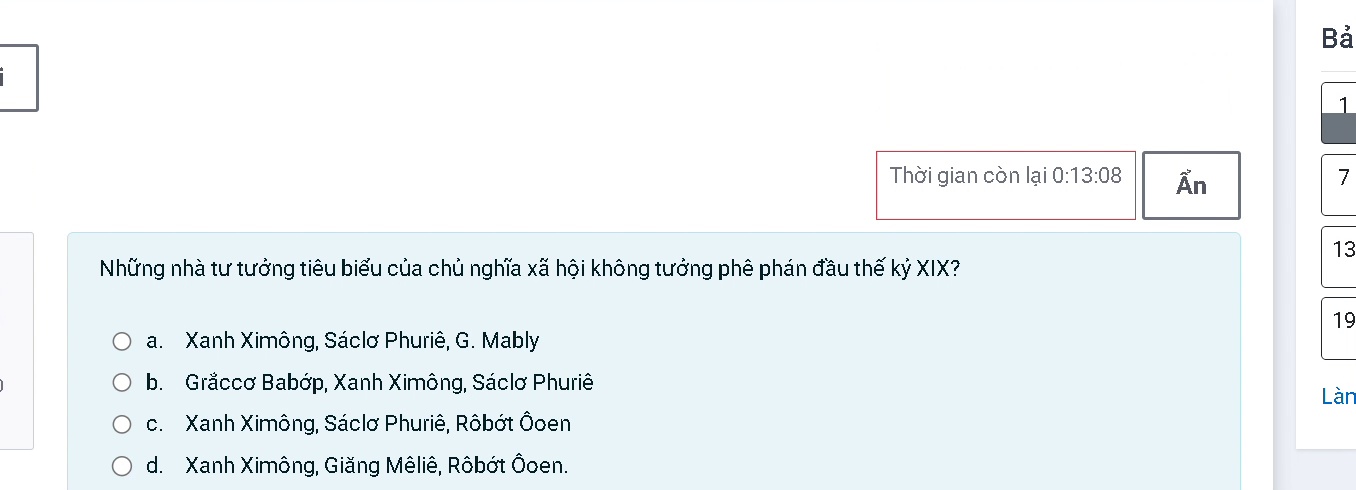 Bả
i
1
Thời gian còn lại 0:13:08
Ẩn
7
Những nhà tư tưởng tiêu biểu của chủ nghĩa xã hội không tưởng phê phán đầu thế kỷ XIX?
13
a. Xanh Ximông, Sáclơ Phuriê, G. Mably
19
b. Grắccơ Babớp, Xanh Ximông, Sáclơ Phuriê
Làn
c. Xanh Ximông, Sáclơ Phuriê, Rôbớt Ôoen
d. Xanh Ximông, Giăng Mêliê, Rôbớt Ôoen.